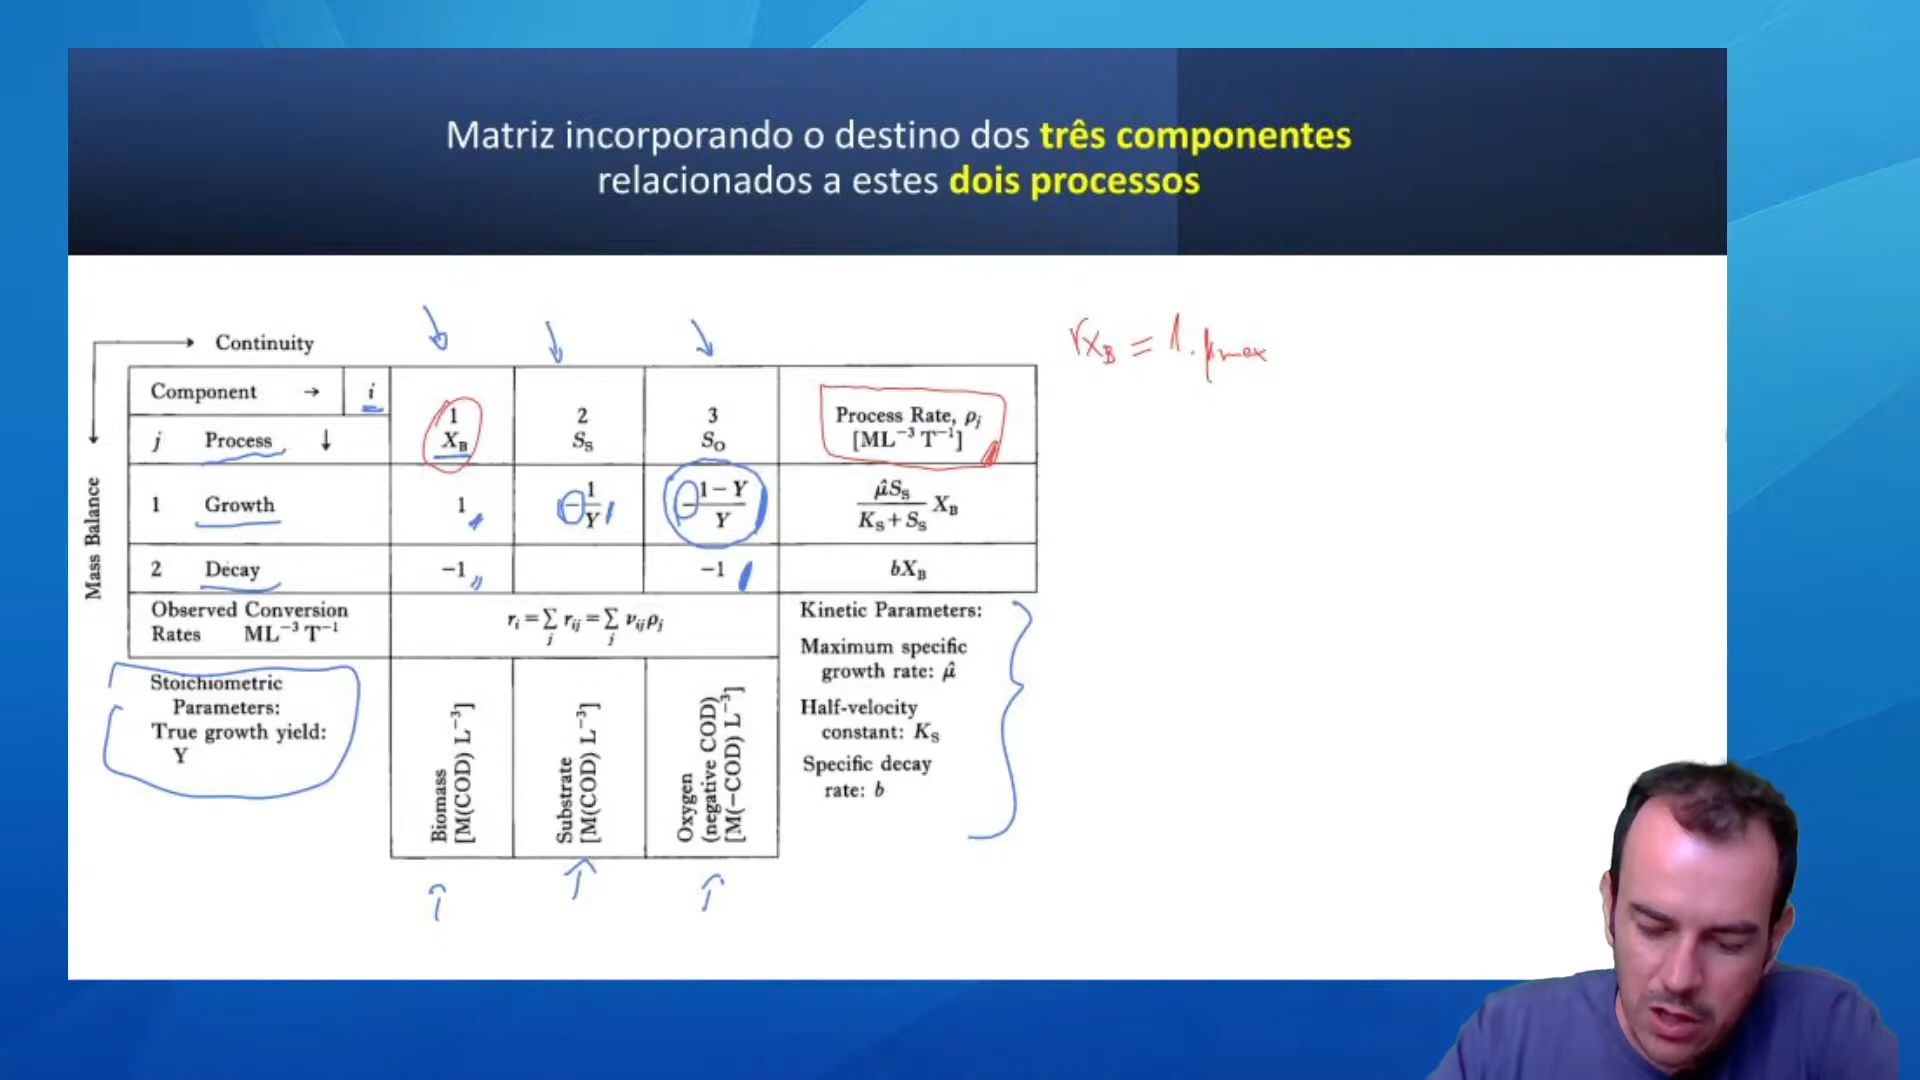 Matriz incorporando o destino dos três componentes
relacionados a estes dois processos
Continuity
Mass Balance
Component → i
j Process ↓
1
X_B
2
S_S
3
S_O
Process Rate, ρ_j
[ML⁻³ T⁻¹]
1 Growth
1
−1/Y
−(1−Y)/Y
μ̂S_S/(K_S+S_S) X_B
2 Decay
−1
−1
bX_B
Observed Conversion
Rates ML⁻³ T⁻¹
r_i = Σ_j r_ij = Σ_j ν_ij ρ_j
Stoichiometric
Parameters:
True growth yield:
Y
Biomass
[M(COD) L⁻³]
Substrate
[M(COD) L⁻³]
Oxygen
(negative COD)
[M(−COD) L⁻³]
Kinetic Parameters:
Maximum specific
growth rate: μ̂
Half-velocity
constant: K_S
Specific decay
rate: b
r X_B = 1 . μmax